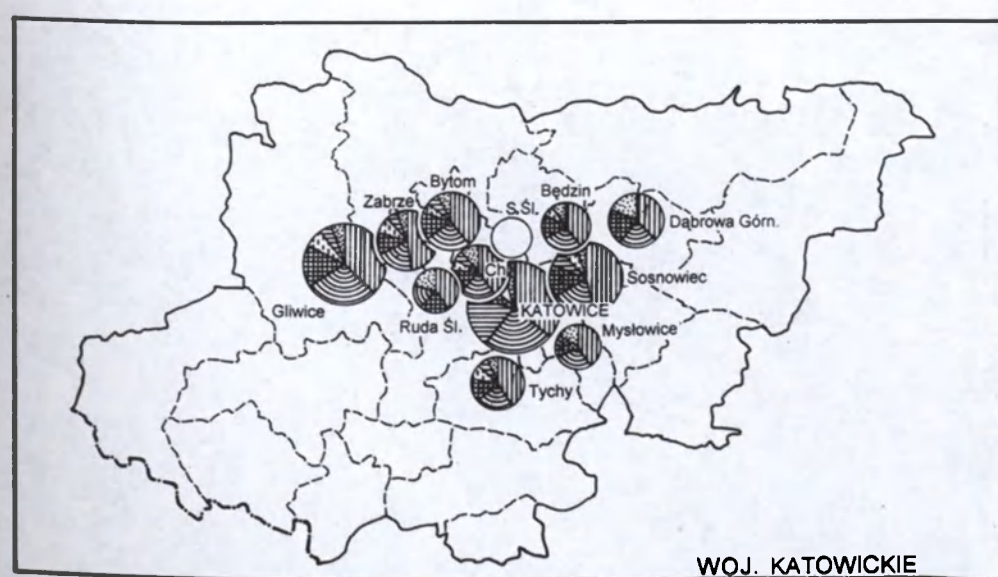 Bytom
Będzin
Zabrze
S.Śl.
Dąbrowa Górn.
Ch
Sosnowiec
Gliwice
KATOWICE
Ruda Śl.
Mysłowice
Tychy
WOJ. KATOWICKIE